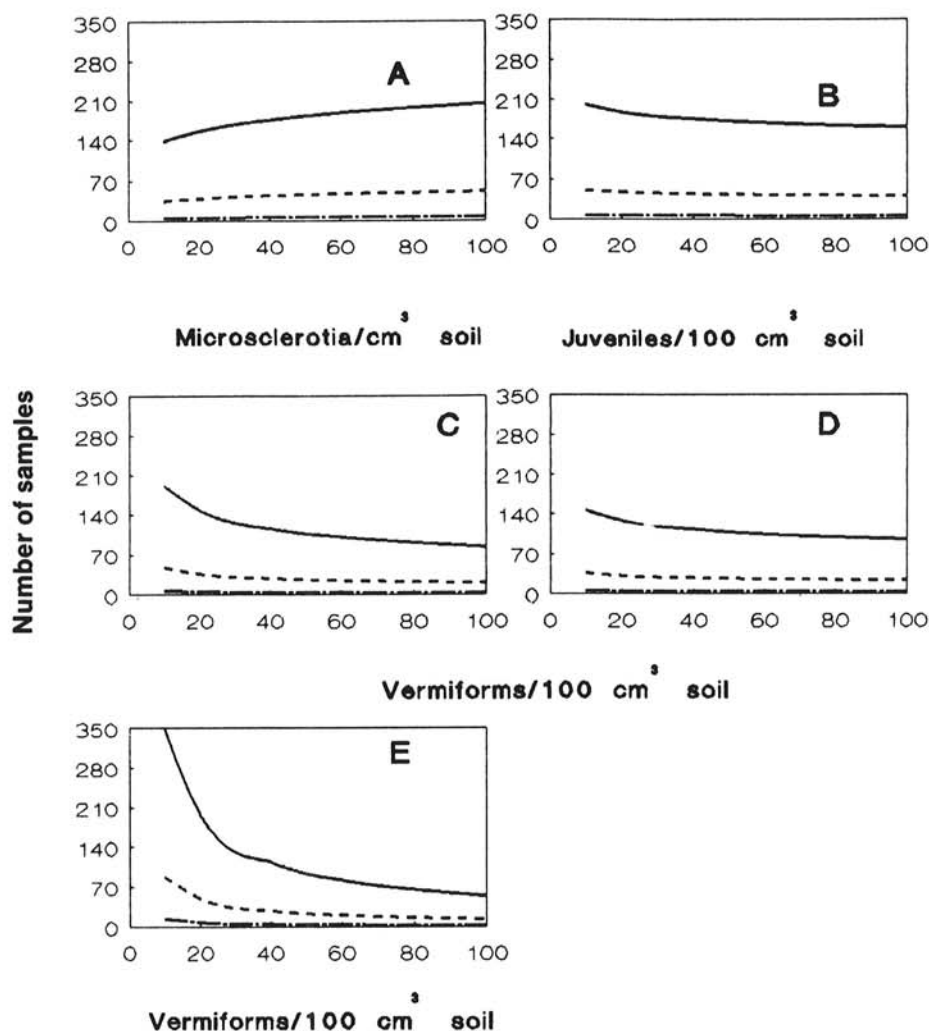 350
280
210
140
70
0
A
0 20 40 60 80 100
Microsclerotia/cm³ soil
350
280
210
140
70
0
B
0 20 40 60 80 100
Juveniles/100 cm³ soil
Number of samples
350
280
210
140
70
0
C
0 20 40 60 80 100
350
280
210
140
70
0
D
0 20 40 60 80 100
Vermiforms/100 cm³ soil
350
280
210
140
70
0
E
0 20 40 60 80 100
Vermiforms/100 cm³ soil